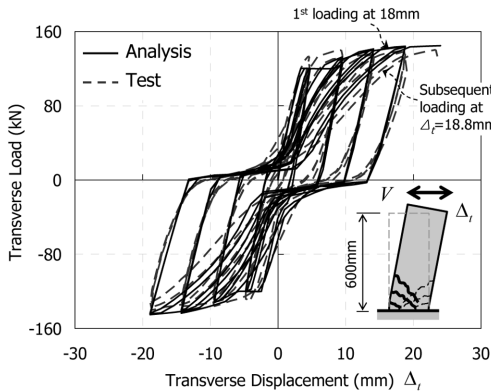 160
80
0
-80
-160
Transverse Load (kN)
Analysis
Test
1st loading at 18mm
Subsequent
loading at
Δt=18.8mm
V
Δt
600mm
-30
-20
-10
0
10
20
30
Transverse Displacement (mm) Δt